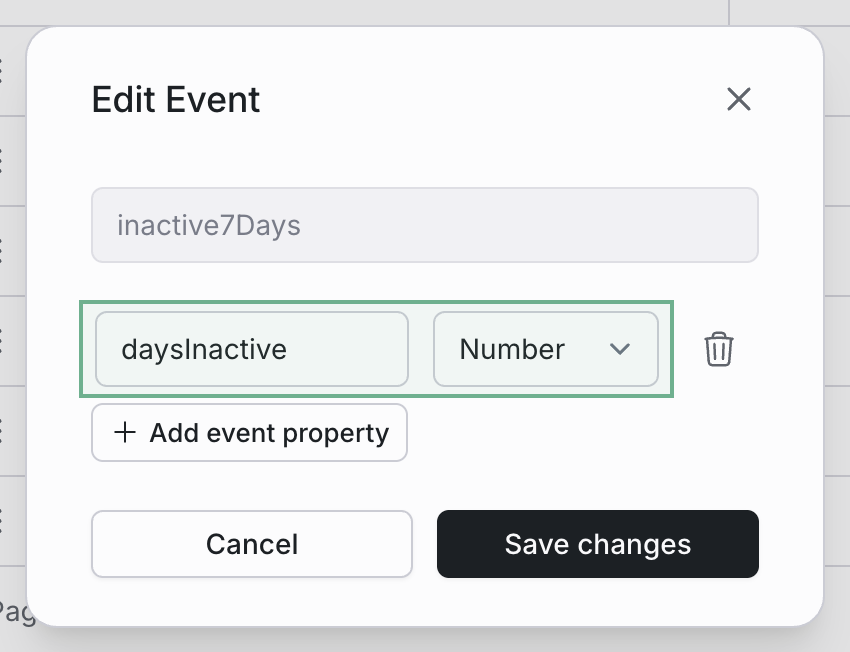 Edit Event
inactive7Days
daysInactive
Number
Add event property
Cancel
Save changes